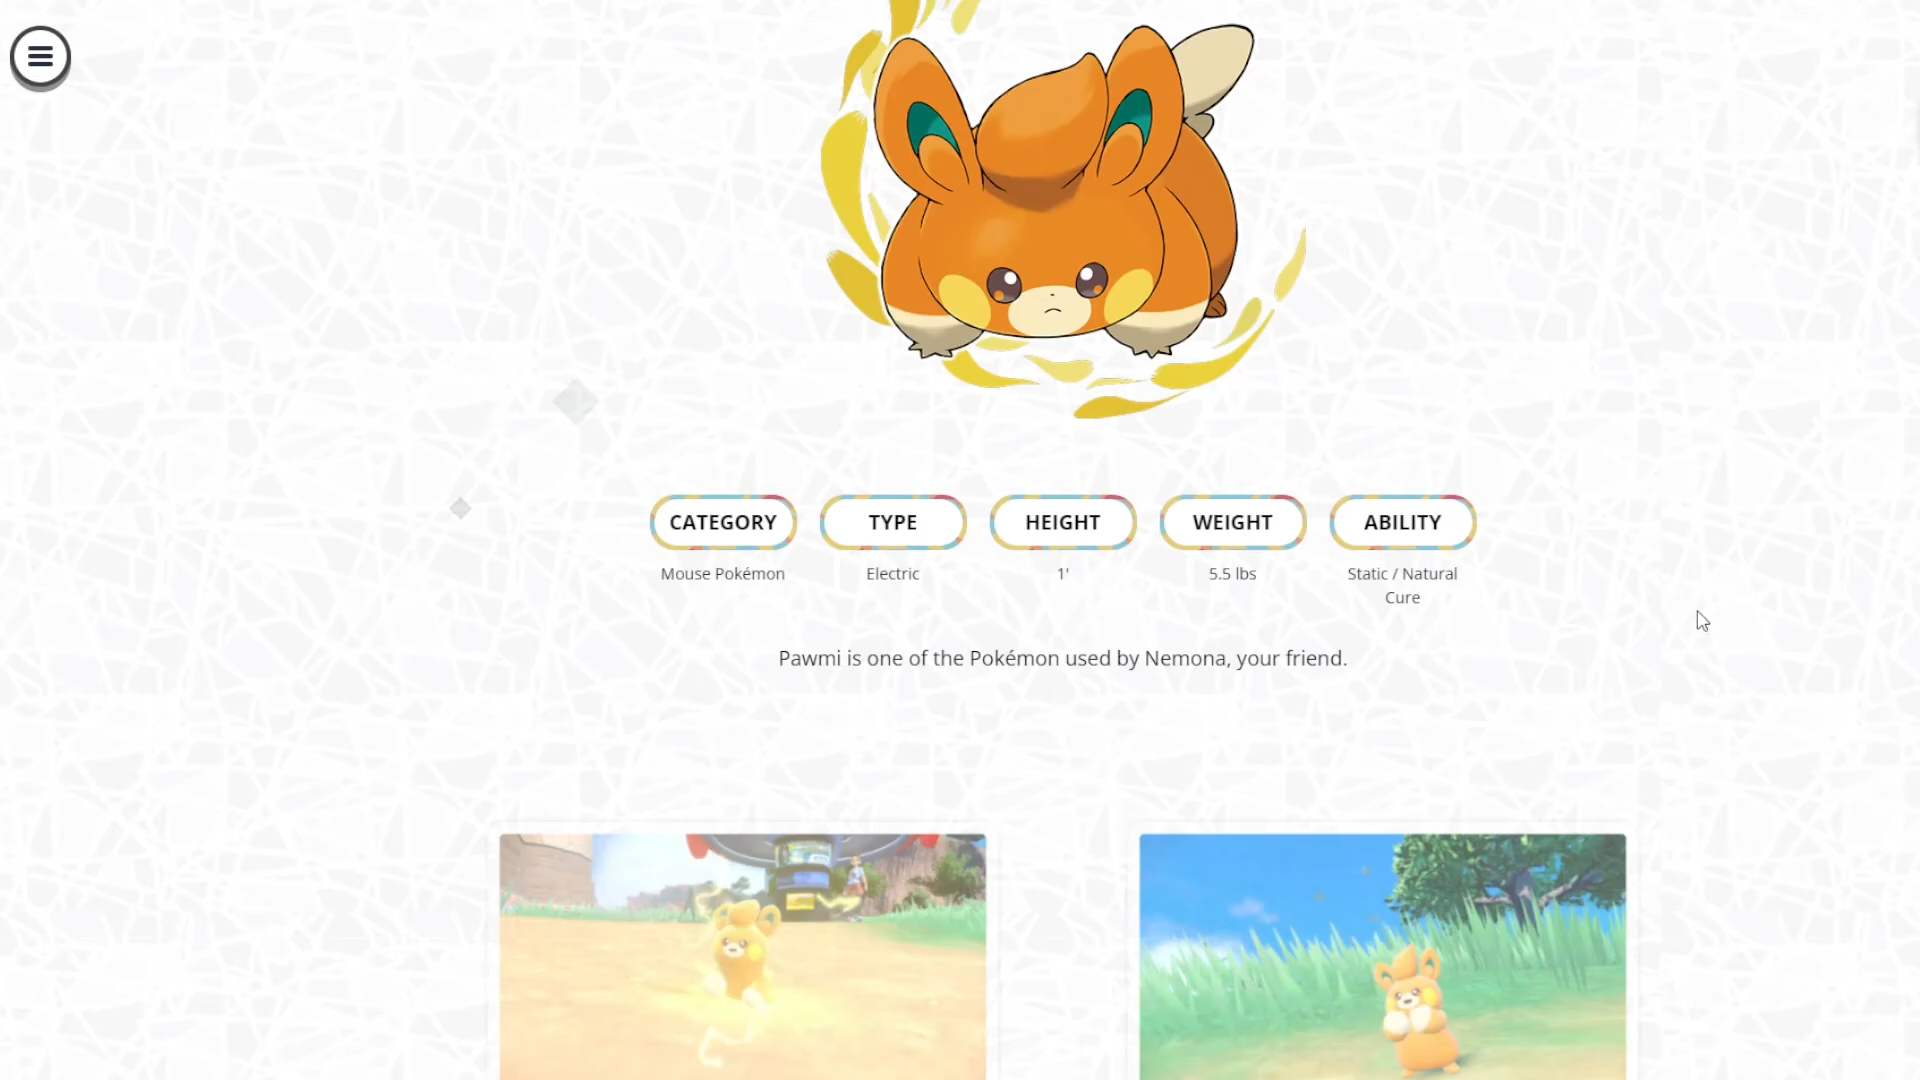 CATEGORY TYPE HEIGHT WEIGHT ABILITY
Mouse Pokémon Electric 1' 5.5 lbs Static / Natural
Cure
Pawmi is one of the Pokémon used by Nemona, your friend.